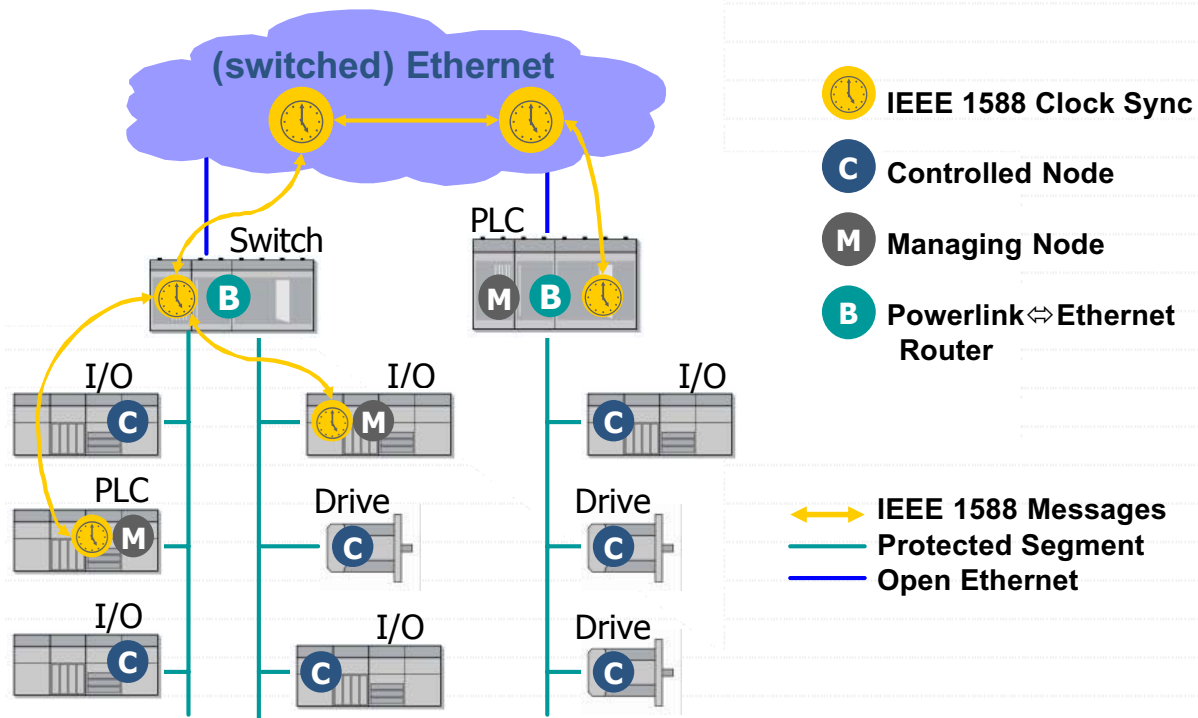 (switched) Ethernet
IEEE 1588 Clock Sync
C
Controlled Node
PLC
Switch
M
Managing Node
B
M
B
B
Powerlink⇔Ethernet
Router
I/O
I/O
I/O
C
M
C
PLC
Drive
Drive
IEEE 1588 Messages
M
C
C
Protected Segment
Open Ethernet
I/O
I/O
Drive
C
C
C